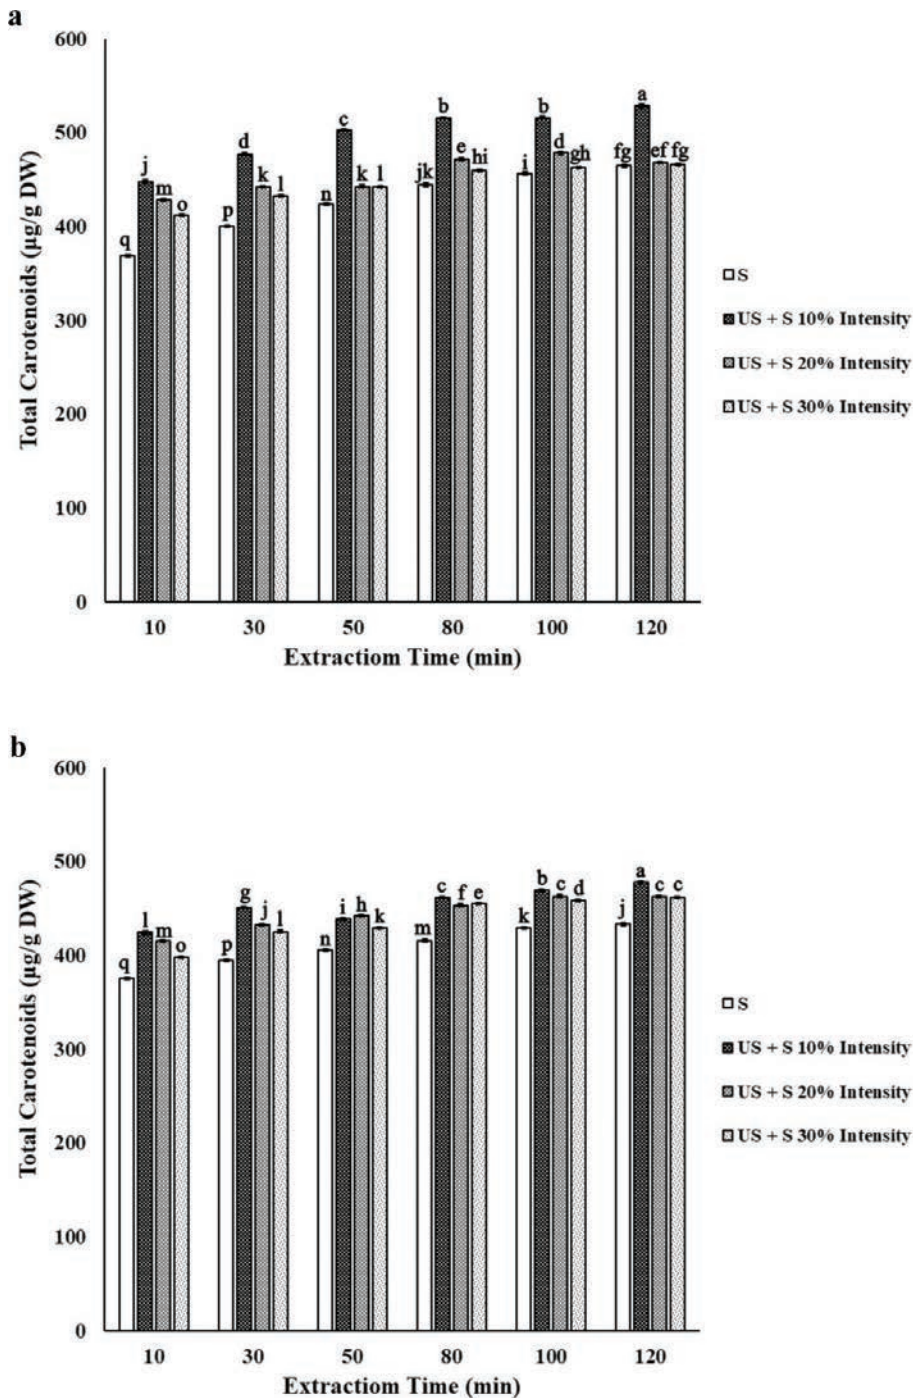 a
600
500
400
300
200
100
0
Total Carotenoids (µg/g DW)
q j m o
p d k l
n c k l
jk b e hi
i b d gh
fg a ef fg
10 30 50 80 100 120
Extractiom Time (min)
S
US + S 10% Intensity
US + S 20% Intensity
US + S 30% Intensity
b
600
500
400
300
200
100
0
Total Carotenoids (µg/g DW)
q l m o
p g j l
n i h k
m c f e
k b c d
j a c c
10 30 50 80 100 120
Extractiom Time (min)
S
US + S 10% Intensity
US + S 20% Intensity
US + S 30% Intensity